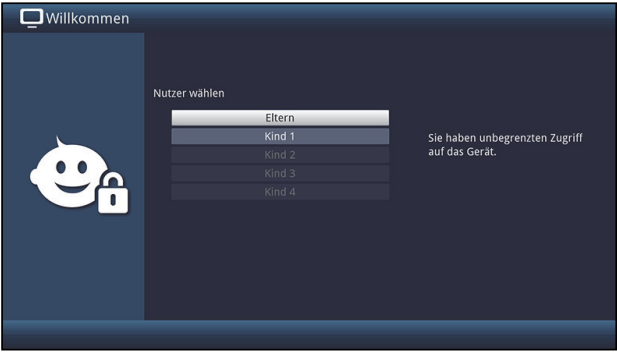 Willkommen
Nutzer wählen
Eltern
Kind 1
Kind 2
Kind 3
Kind 4
Sie haben unbegrenzten Zugriff
auf das Gerät.